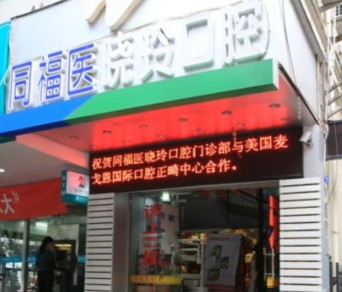 同福医晓玲口腔
祝贺同福医晓玲口腔门诊部与美国麦
戈恩国际口腔正畸中心合作。